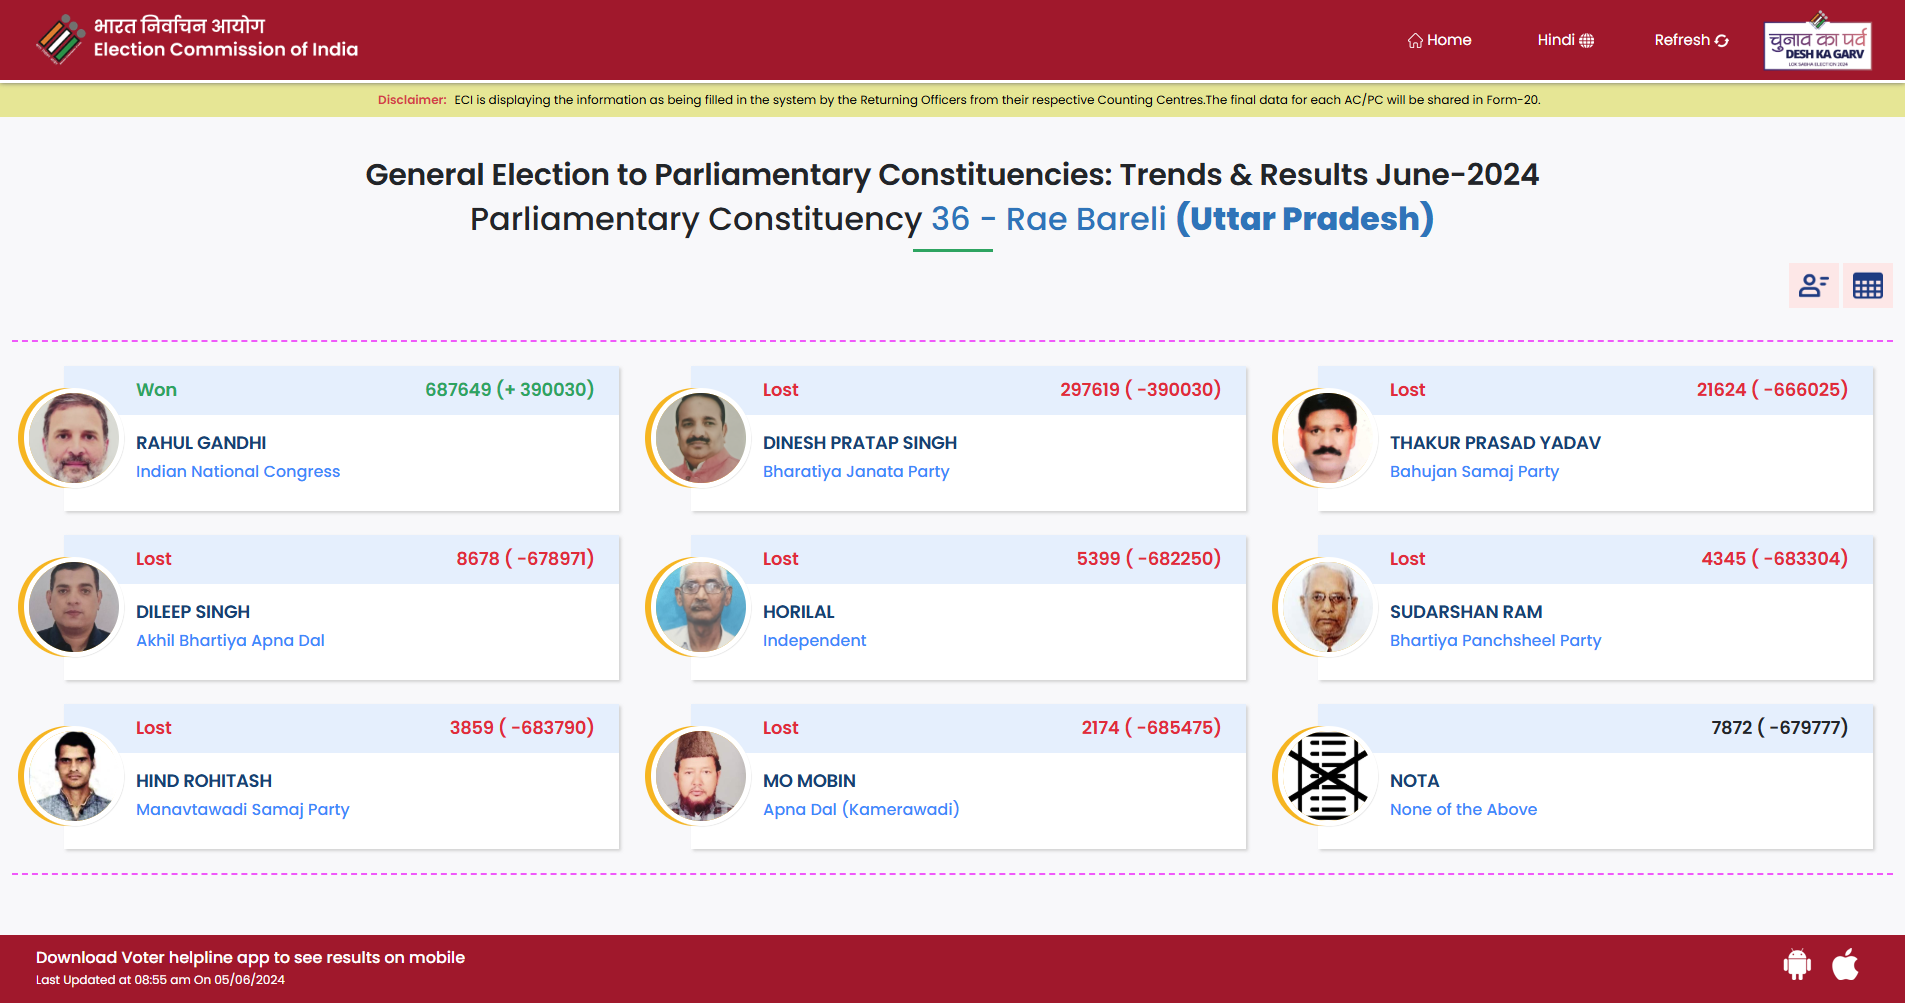 भारत निर्वाचन आयोग
Election Commission of India
Home
Hindi
Refresh
चुनाव का पर्व
DESH KA GARV
LOK SABHA ELECTION 2024
Disclaimer: ECI is displaying the information as being filled in the system by the Returning Officers from their respective Counting Centres.The final data for each AC/PC will be shared in Form-20.
General Election to Parliamentary Constituencies: Trends & Results June-2024
Parliamentary Constituency 36 - Rae Bareli (Uttar Pradesh)
Won 687649 (+ 390030)
RAHUL GANDHI
Indian National Congress
Lost 297619 ( -390030)
DINESH PRATAP SINGH
Bharatiya Janata Party
Lost 21624 ( -666025)
THAKUR PRASAD YADAV
Bahujan Samaj Party
Lost 8678 ( -678971)
DILEEP SINGH
Akhil Bhartiya Apna Dal
Lost 5399 ( -682250)
HORILAL
Independent
Lost 4345 ( -683304)
SUDARSHAN RAM
Bhartiya Panchsheel Party
Lost 3859 ( -683790)
HIND ROHITASH
Manavtawadi Samaj Party
Lost 2174 ( -685475)
MO MOBIN
Apna Dal (Kamerawadi)
7872 ( -679777)
NOTA
None of the Above
Download Voter helpline app to see results on mobile
Last Updated at 08:55 am On 05/06/2024